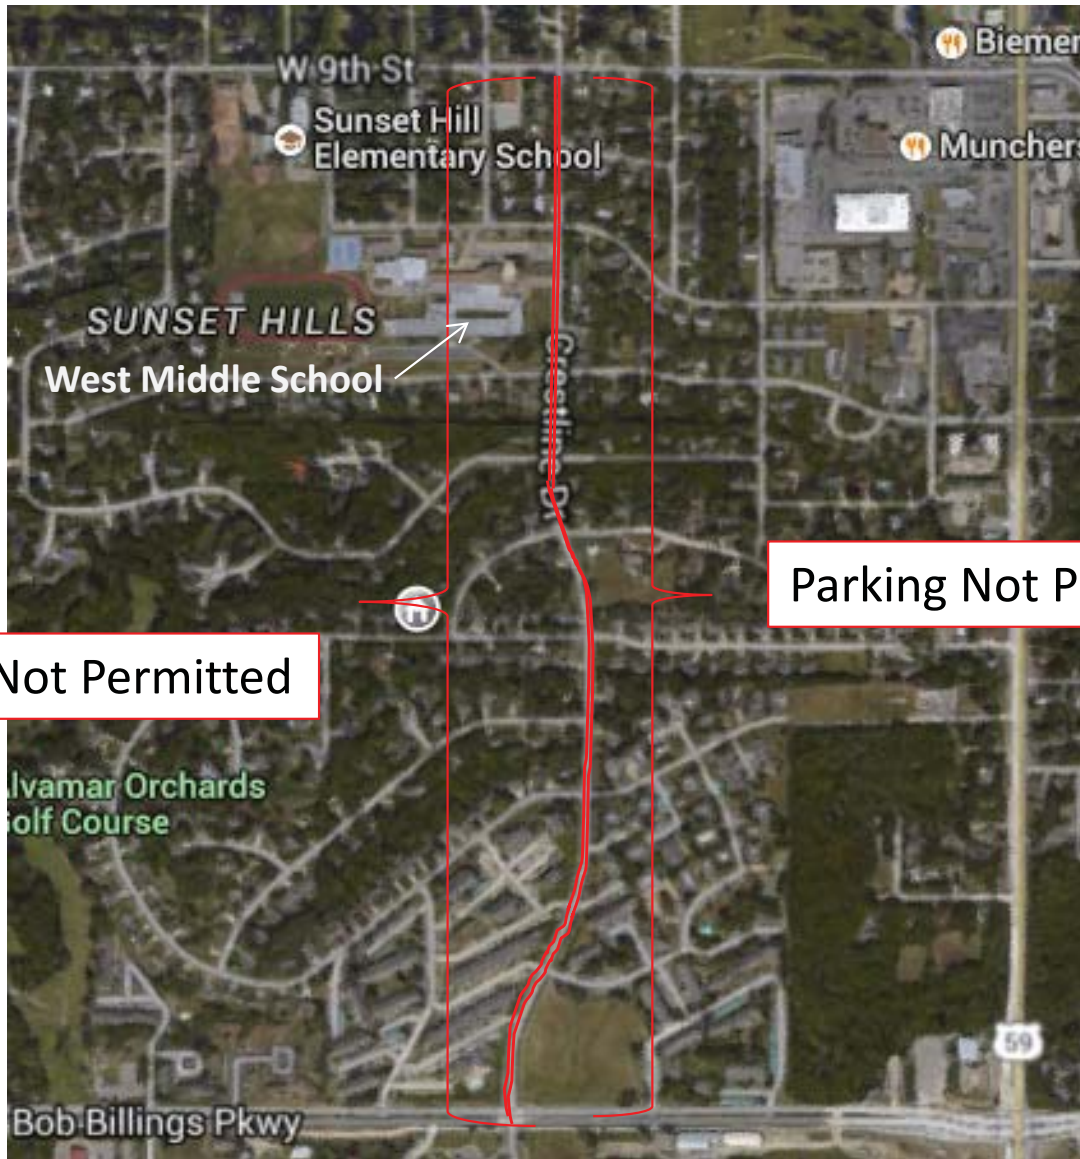 Biemer
W 9th St
Sunset Hill
Elementary School
Munchers
SUNSET HILLS
West Middle School
Crestline Dr
Parking Not P
Not Permitted
lvamar Orchards
Golf Course
59
Bob Billings Pkwy